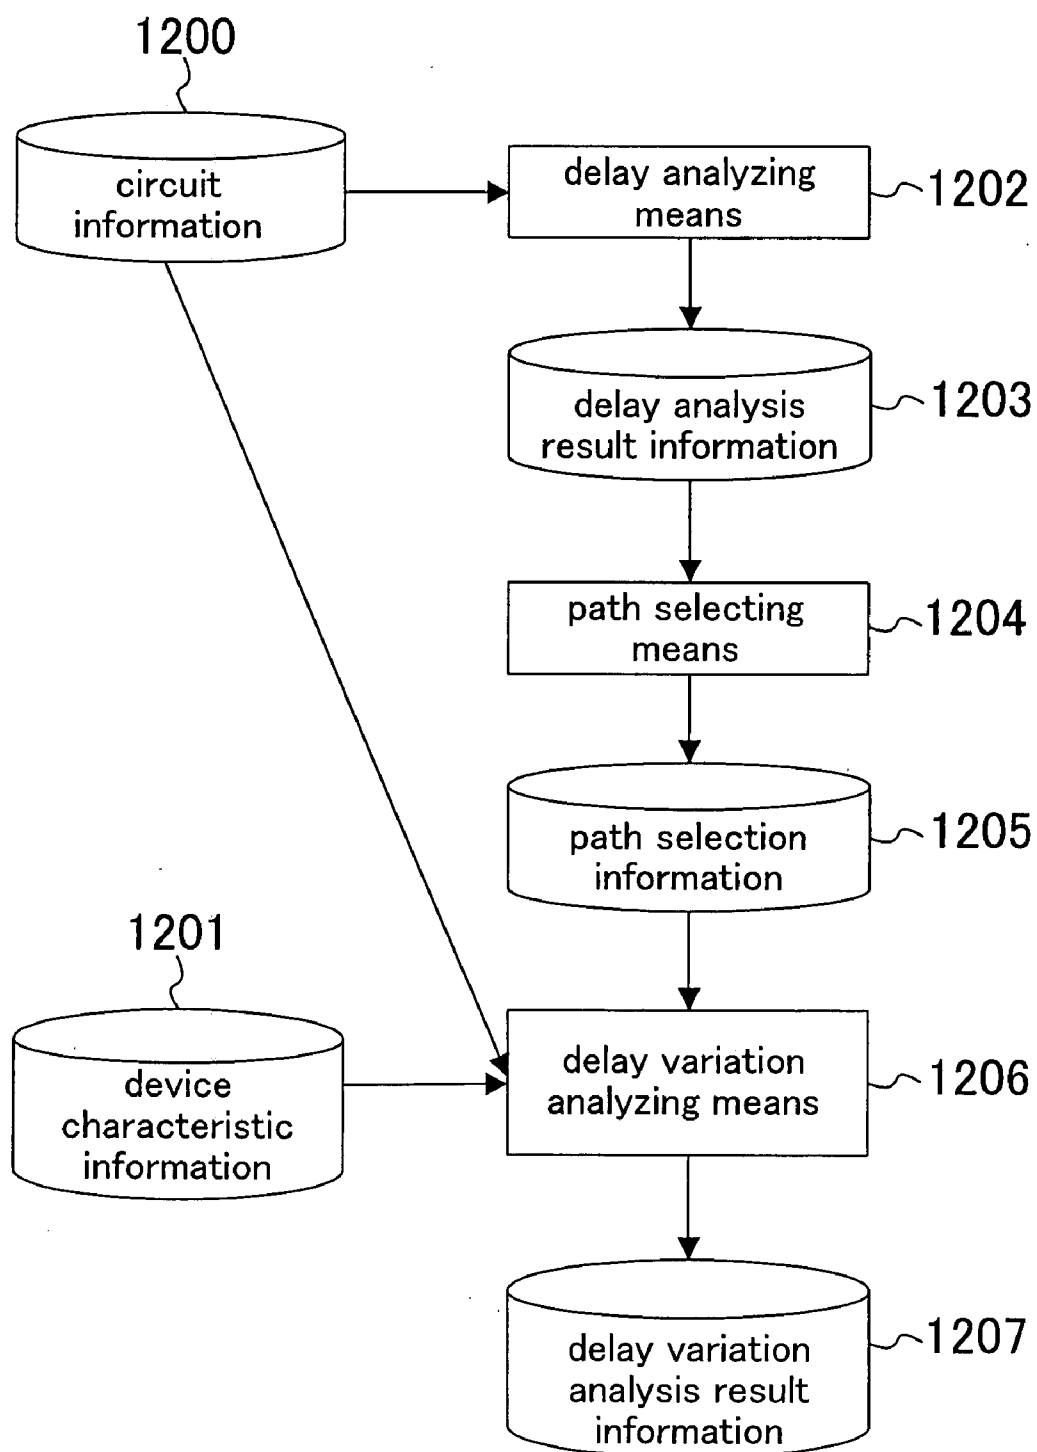 1200
circuit
information
delay analyzing
means
1202
delay analysis
result information
1203
path selecting
means
1204
path selection
information
1205
1201
device
characteristic
information
delay variation
analyzing means
1206
delay variation
analysis result
information
1207